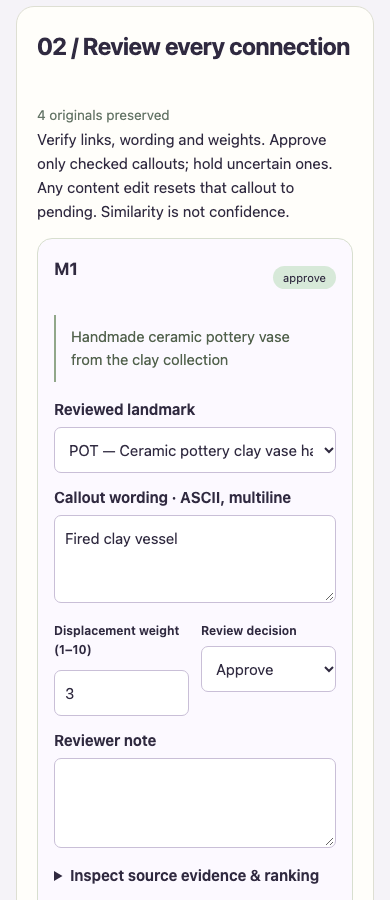 02 / Review every connection
4 originals preserved
Verify links, wording and weights. Approve
only checked callouts; hold uncertain ones.
Any content edit resets that callout to
pending. Similarity is not confidence.
M1
approve
Handmade ceramic pottery vase
from the clay collection
Reviewed landmark
POT — Ceramic pottery clay vase ha
Callout wording · ASCII, multiline
Fired clay vessel
Displacement weight
(1–10)
3
Review decision
Approve
Reviewer note
Inspect source evidence & ranking